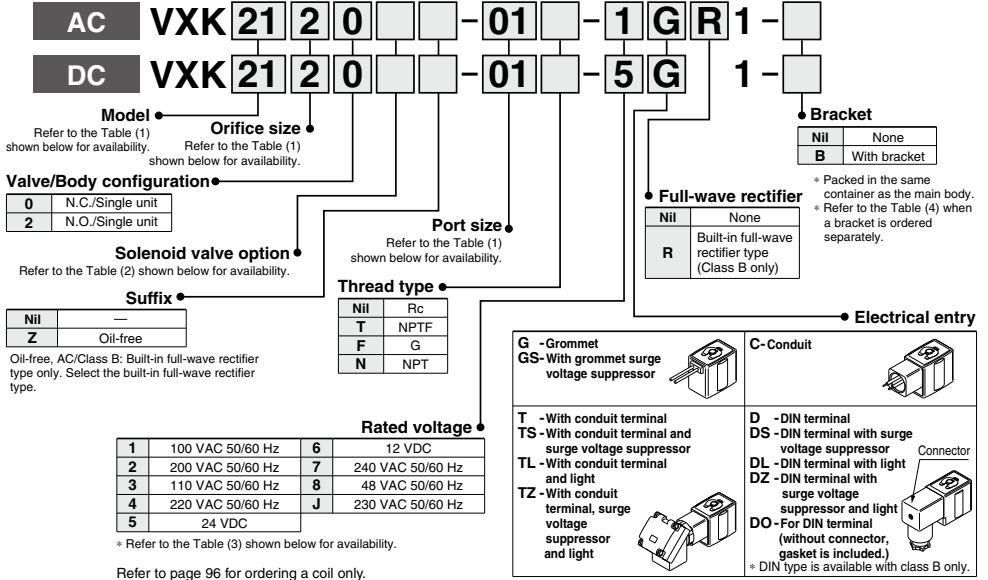 AC VXK 21 2 0 - 01 - 1 G R 1 -
DC VXK 21 2 0 - 01 - 5 G 1 -
Model
Refer to the Table (1)
shown below for availability.
Orifice size
Refer to the Table (1)
shown below for availability.
Valve/Body configuration
0 N.C./Single unit
2 N.O./Single unit
Solenoid valve option
Refer to the Table (2) shown below for availability.
Suffix
Nil —
Z Oil-free
Oil-free, AC/Class B: Built-in full-wave rectifier
type only. Select the built-in full-wave rectifier
type.
Port size
Refer to the Table (1)
shown below for availability.
Thread type
Nil Rc
T NPTF
F G
N NPT
Rated voltage
1 100 VAC 50/60 Hz 6 12 VDC
2 200 VAC 50/60 Hz 7 240 VAC 50/60 Hz
3 110 VAC 50/60 Hz 8 48 VAC 50/60 Hz
4 220 VAC 50/60 Hz J 230 VAC 50/60 Hz
5 24 VDC
∗ Refer to the Table (3) shown below for availability.
Refer to page 96 for ordering a coil only.
Full-wave rectifier
Nil None
R Built-in full-wave
rectifier type
(Class B only)
Bracket
Nil None
B With bracket
∗ Packed in the same
container as the main body.
∗ Refer to the Table (4) when
a bracket is ordered
separately.
Electrical entry
G - Grommet
GS - With grommet surge
voltage suppressor
C - Conduit
T - With conduit terminal
TS - With conduit terminal and
surge voltage suppressor
TL - With conduit terminal
and light
TZ - With conduit
terminal, surge
voltage
suppressor
and light
D - DIN terminal
DS - DIN terminal with surge
voltage suppressor
DL - DIN terminal with light
DZ - DIN terminal with
surge voltage
suppressor and light
DO - For DIN terminal
(without connector,
gasket is included.)
Connector
∗ DIN type is available with class B only.